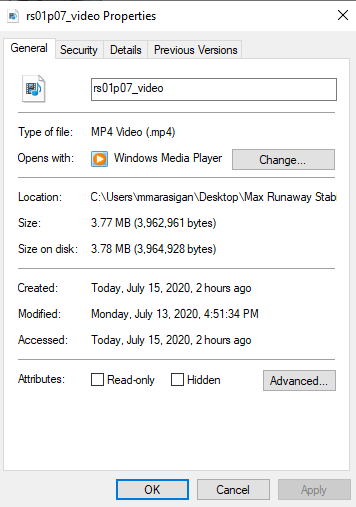 rs01p07_video Properties
General Security Details Previous Versions
rs01p07_video
Type of file: MP4 Video (.mp4)
Opens with: Windows Media Player Change...
Location: C:\Users\mmarasigan\Desktop\Max Runaway Stabi
Size: 3.77 MB (3,962,961 bytes)
Size on disk: 3.78 MB (3,964,928 bytes)
Created: Today, July 15, 2020, 2 hours ago
Modified: Monday, July 13, 2020, 4:51:34 PM
Accessed: Today, July 15, 2020, 2 hours ago
Attributes: Read-only Hidden Advanced...
OK Cancel Apply